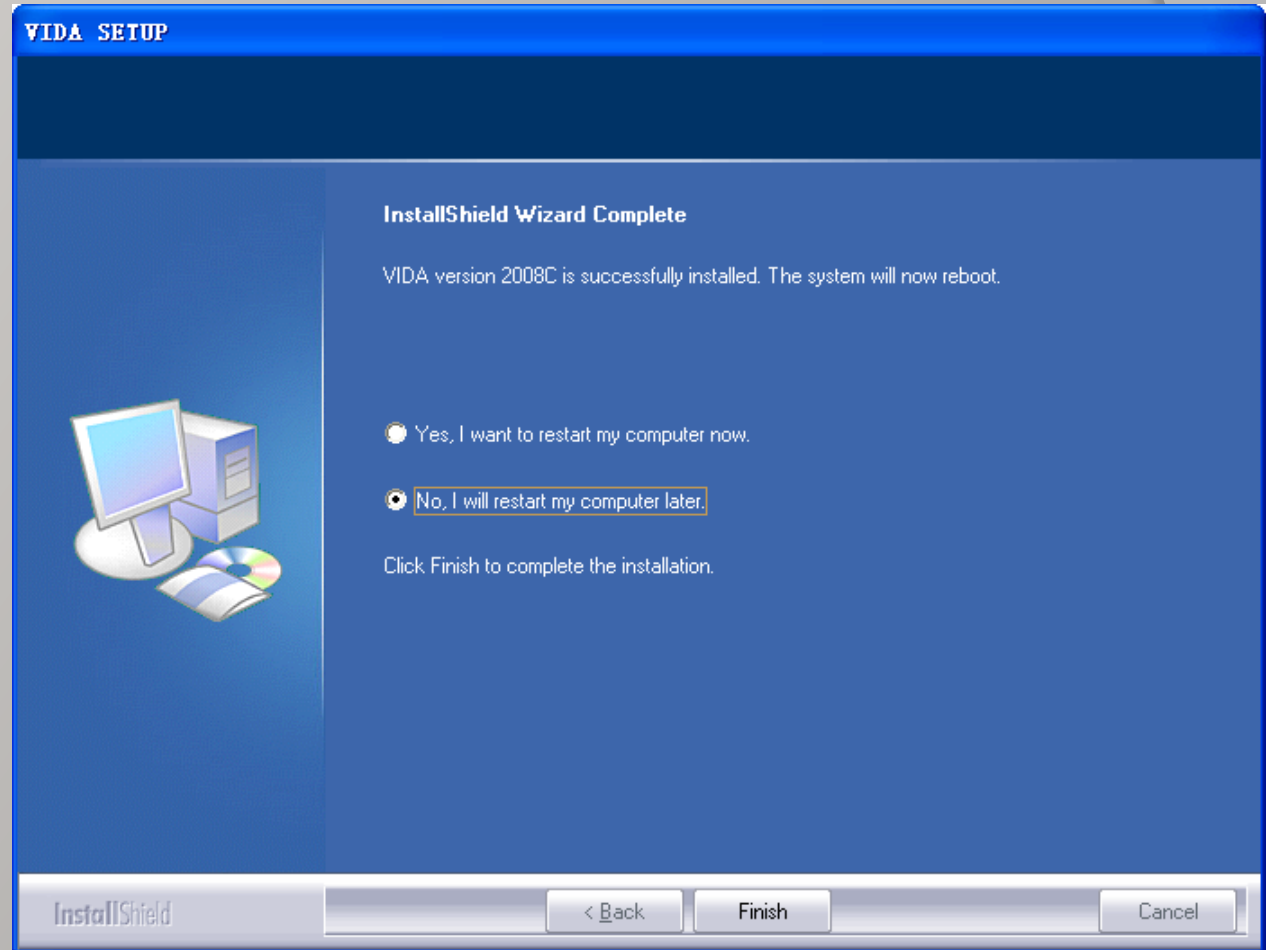 VIDA SETUP
InstallShield Wizard Complete
VIDA version 2008C is successfully installed. The system will now reboot.
Yes, I want to restart my computer now.
No, I will restart my computer later.
Click Finish to complete the installation.
InstallShield
< Back
Finish
Cancel